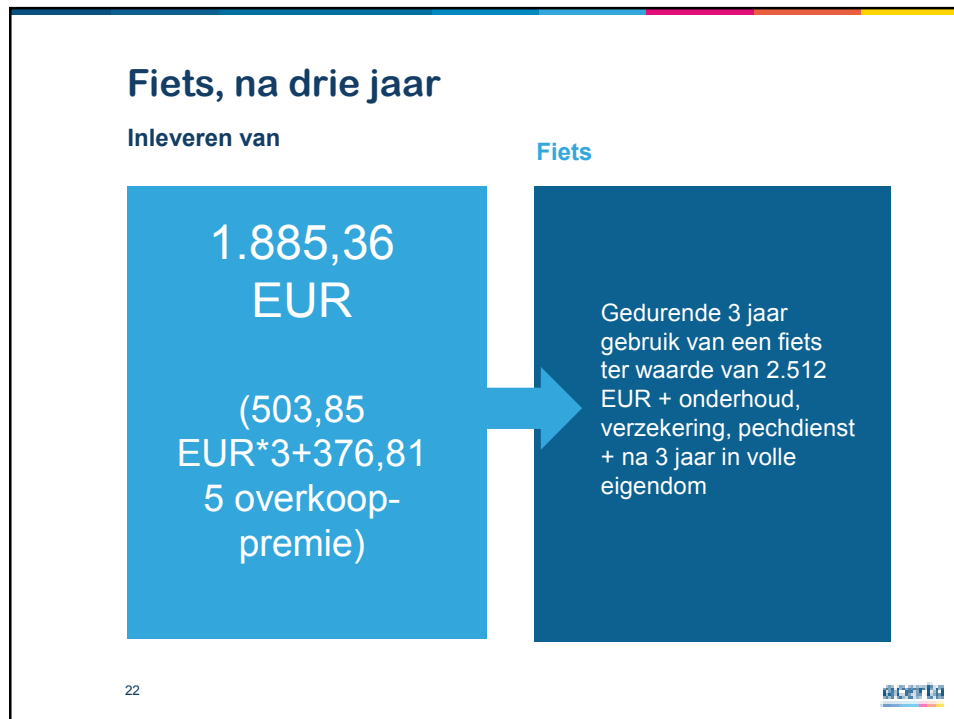 Fiets, na drie jaar
Inleveren van
Fiets
1.885,36
EUR
(503,85
EUR*3+376,81
5 overkoop-
premie)
Gedurende 3 jaar
gebruik van een fiets
ter waarde van 2.512
EUR + onderhoud,
verzekering, pechdienst
+ na 3 jaar in volle
eigendom
22
acerta